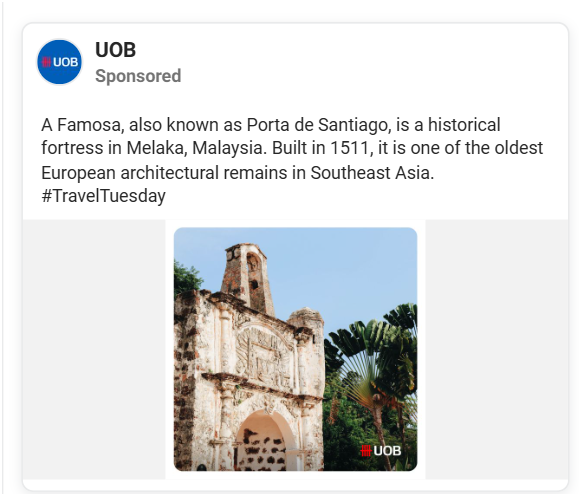 UOB
UOB
Sponsored
A Famosa, also known as Porta de Santiago, is a historical
fortress in Melaka, Malaysia. Built in 1511, it is one of the oldest
European architectural remains in Southeast Asia.
#TravelTuesday
UOB